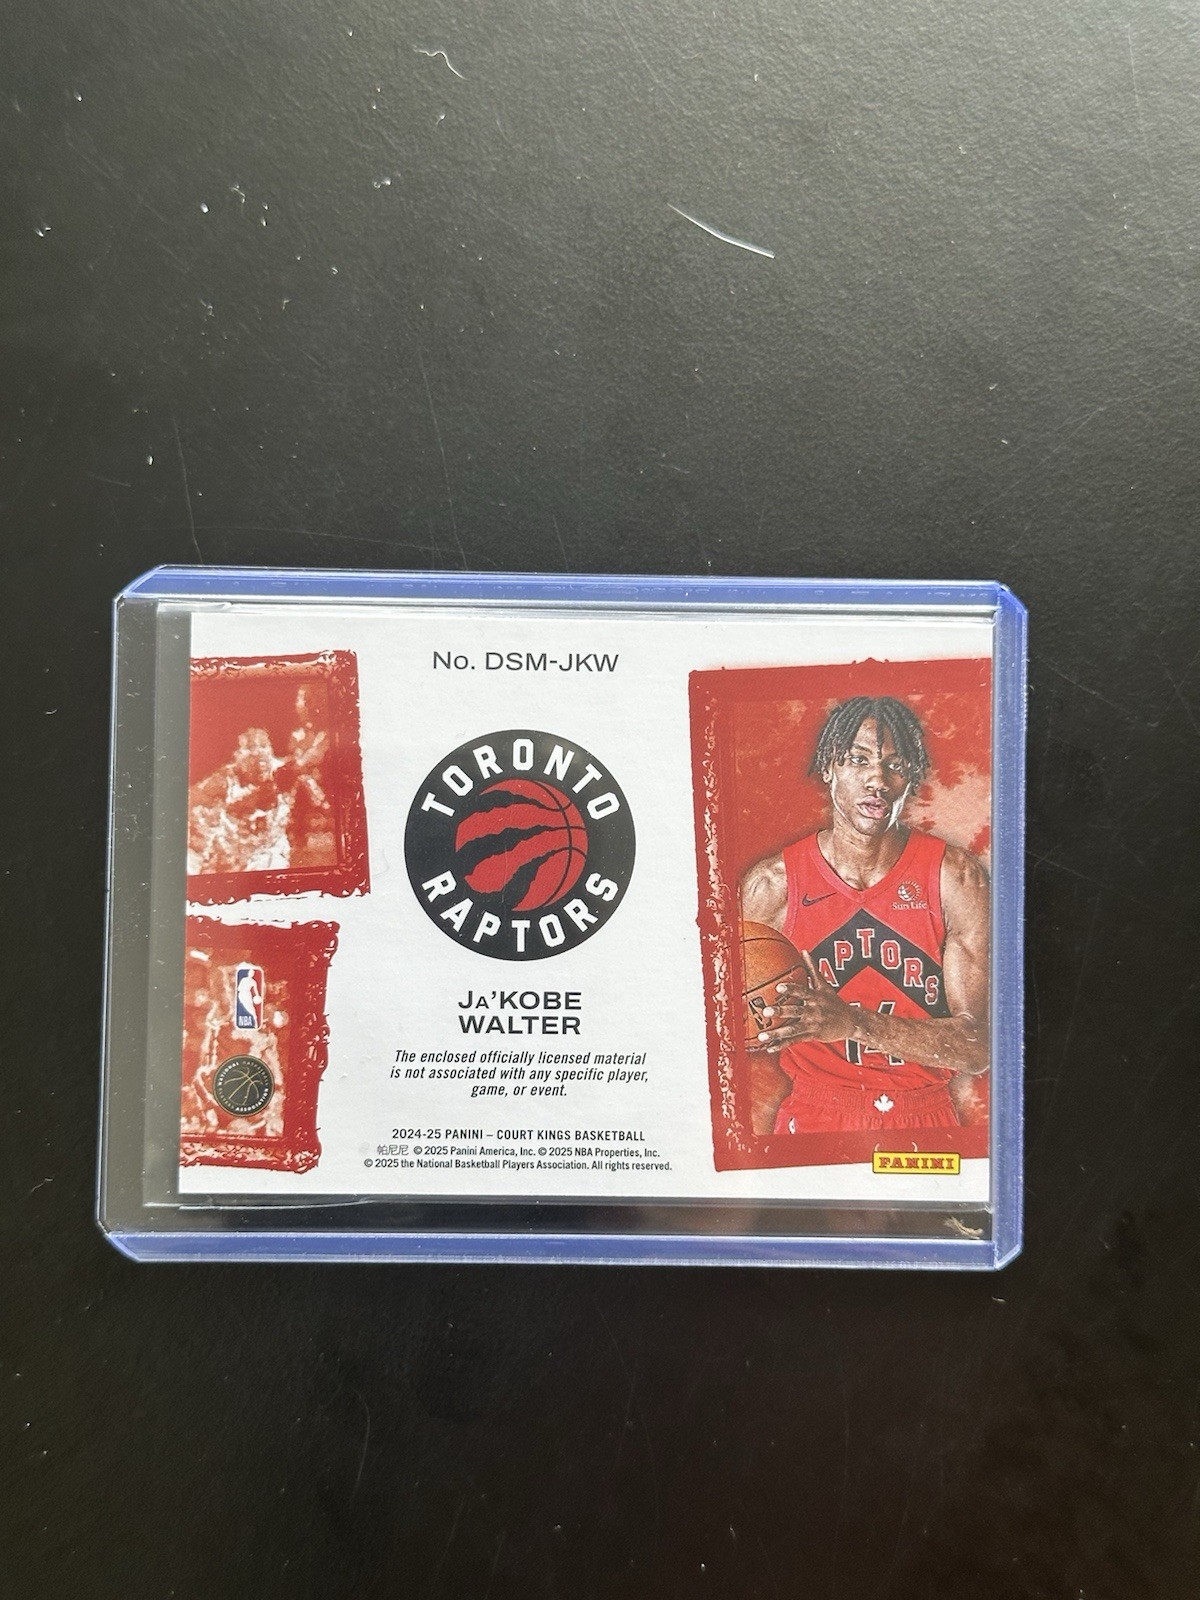 No. DSM-JKW
TORONTO
RAPTORS
JA'KOBE
WALTER
The enclosed officially licensed material
is not associated with any specific player,
game, or event.
2024-25 PANINI – COURT KINGS BASKETBALL
帕尼尼 © 2025 Panini America, Inc. © 2025 NBA Properties, Inc.
© 2025 the National Basketball Players Association. All rights reserved.
NBA
Sun Life
RAPTORS
14
PANINI